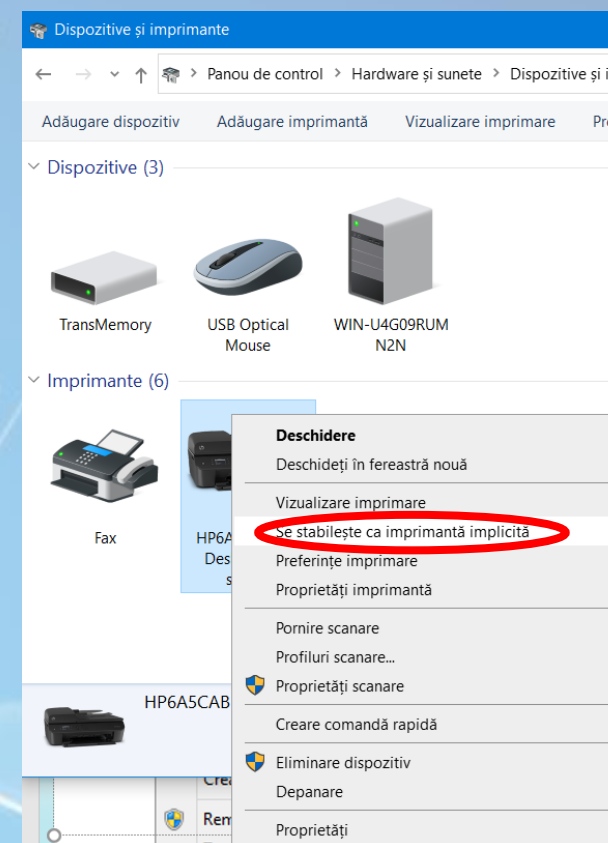 Dispozitive și imprimante
Panou de control > Hardware și sunete > Dispozitive și i
Adăugare dispozitiv Adăugare imprimantă Vizualizare imprimare Pr
Dispozitive (3)
TransMemory
USB Optical
Mouse
WIN-U4G09RUM
N2N
Imprimante (6)
Fax
HP6A
Des
s
Deschidere
Deschideți în fereastră nouă
Vizualizare imprimare
Se stabilește ca imprimantă implicită
Preferințe imprimare
Proprietăți imprimantă
Pornire scanare
Profiluri scanare...
Proprietăți scanare
Creare comandă rapidă
Eliminare dispozitiv
Depanare
Proprietăți
HP6A5CAB
Crea
Rem